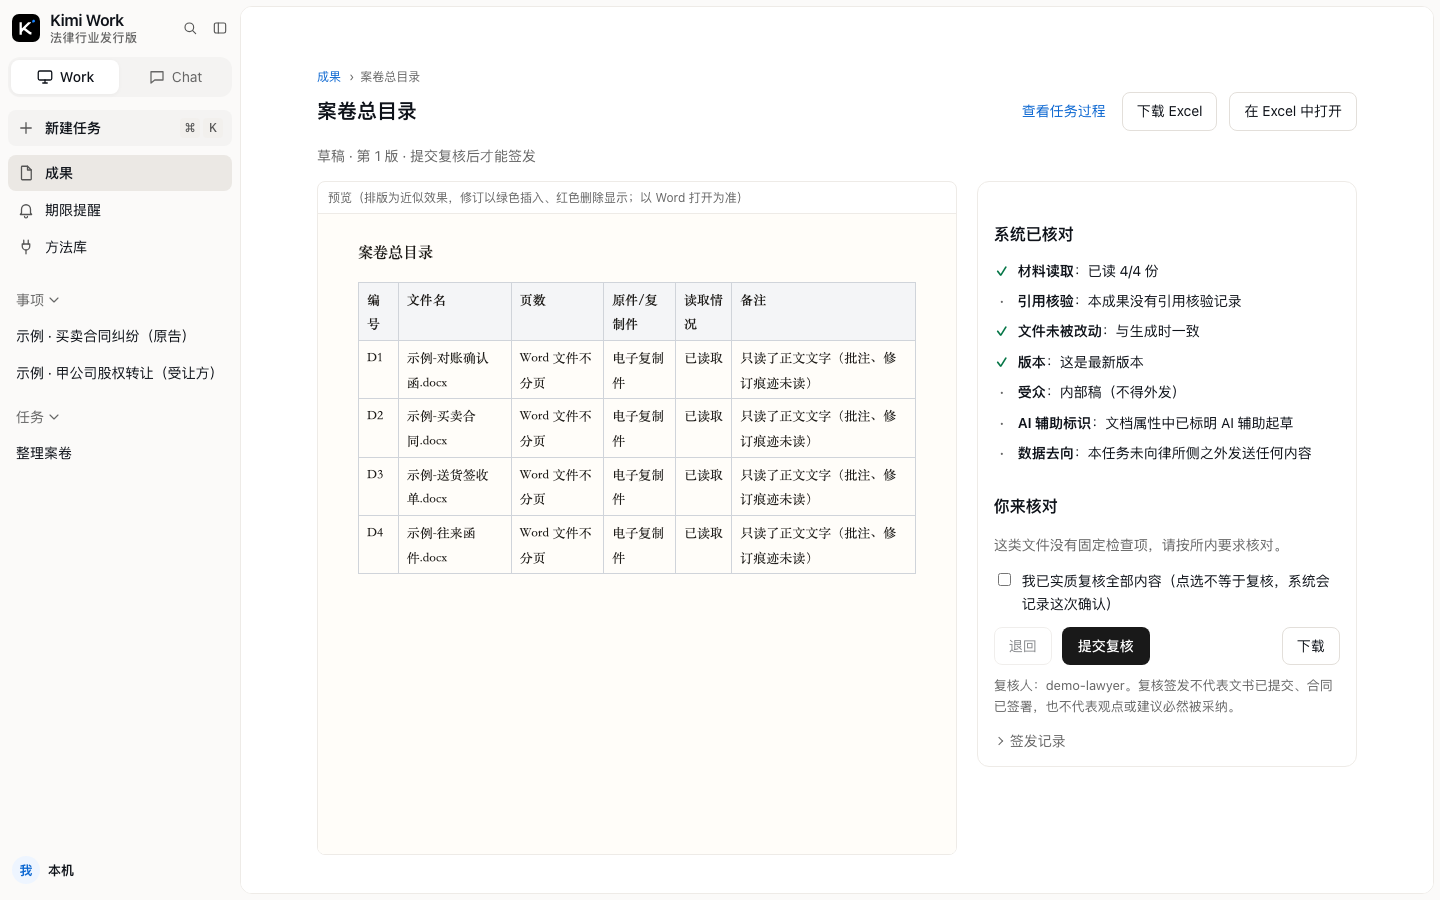 Kimi Work
法律行业发行版
Work
Chat
新建任务
⌘ K
成果
期限提醒
方法库
事项
示例 · 买卖合同纠纷（原告）
示例 · 甲公司股权转让（受让方）
任务
整理案卷
我 本机
成果 › 案卷总目录
案卷总目录
查看任务过程
下载 Excel
在 Excel 中打开
草稿 · 第 1 版 · 提交复核后才能签发
预览（排版为近似效果，修订以绿色插入、红色删除显示；以 Word 打开为准）
案卷总目录
编号 文件名 页数 原件/复制件 读取情况 备注
D1 示例-对账确认函.docx Word 文件不分页 电子复制件 已读取 只读了正文文字（批注、修订痕迹未读）
D2 示例-买卖合同.docx Word 文件不分页 电子复制件 已读取 只读了正文文字（批注、修订痕迹未读）
D3 示例-送货签收单.docx Word 文件不分页 电子复制件 已读取 只读了正文文字（批注、修订痕迹未读）
D4 示例-往来函件.docx Word 文件不分页 电子复制件 已读取 只读了正文文字（批注、修订痕迹未读）
系统已核对
材料读取：已读 4/4 份
· 引用核验：本成果没有引用核验记录
文件未被改动：与生成时一致
版本：这是最新版本
· 受众：内部稿（不得外发）
· AI 辅助标识：文档属性中已标明 AI 辅助起草
· 数据去向：本任务未向律所侧之外发送任何内容
你来核对
这类文件没有固定检查项，请按所内要求核对。
我已实质复核全部内容（点选不等于复核，系统会
记录这次确认）
退回
提交复核
下载
复核人：demo-lawyer。复核签发不代表文书已提交、合同
已签署，也不代表观点或建议必然被采纳。
签发记录